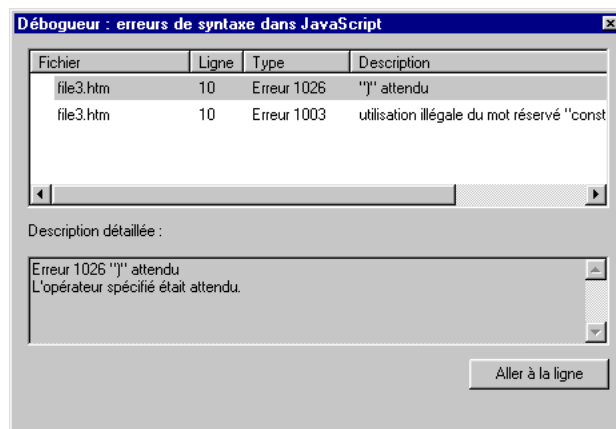 Débogueur : erreurs de syntaxe dans JavaScript
Fichier Ligne Type Description
file3.htm 10 Erreur 1026 ")" attendu
file3.htm 10 Erreur 1003 utilisation illégale du mot réservé "const
Description détaillée :
Erreur 1026 ")" attendu
L'opérateur spécifié était attendu.
Aller à la ligne